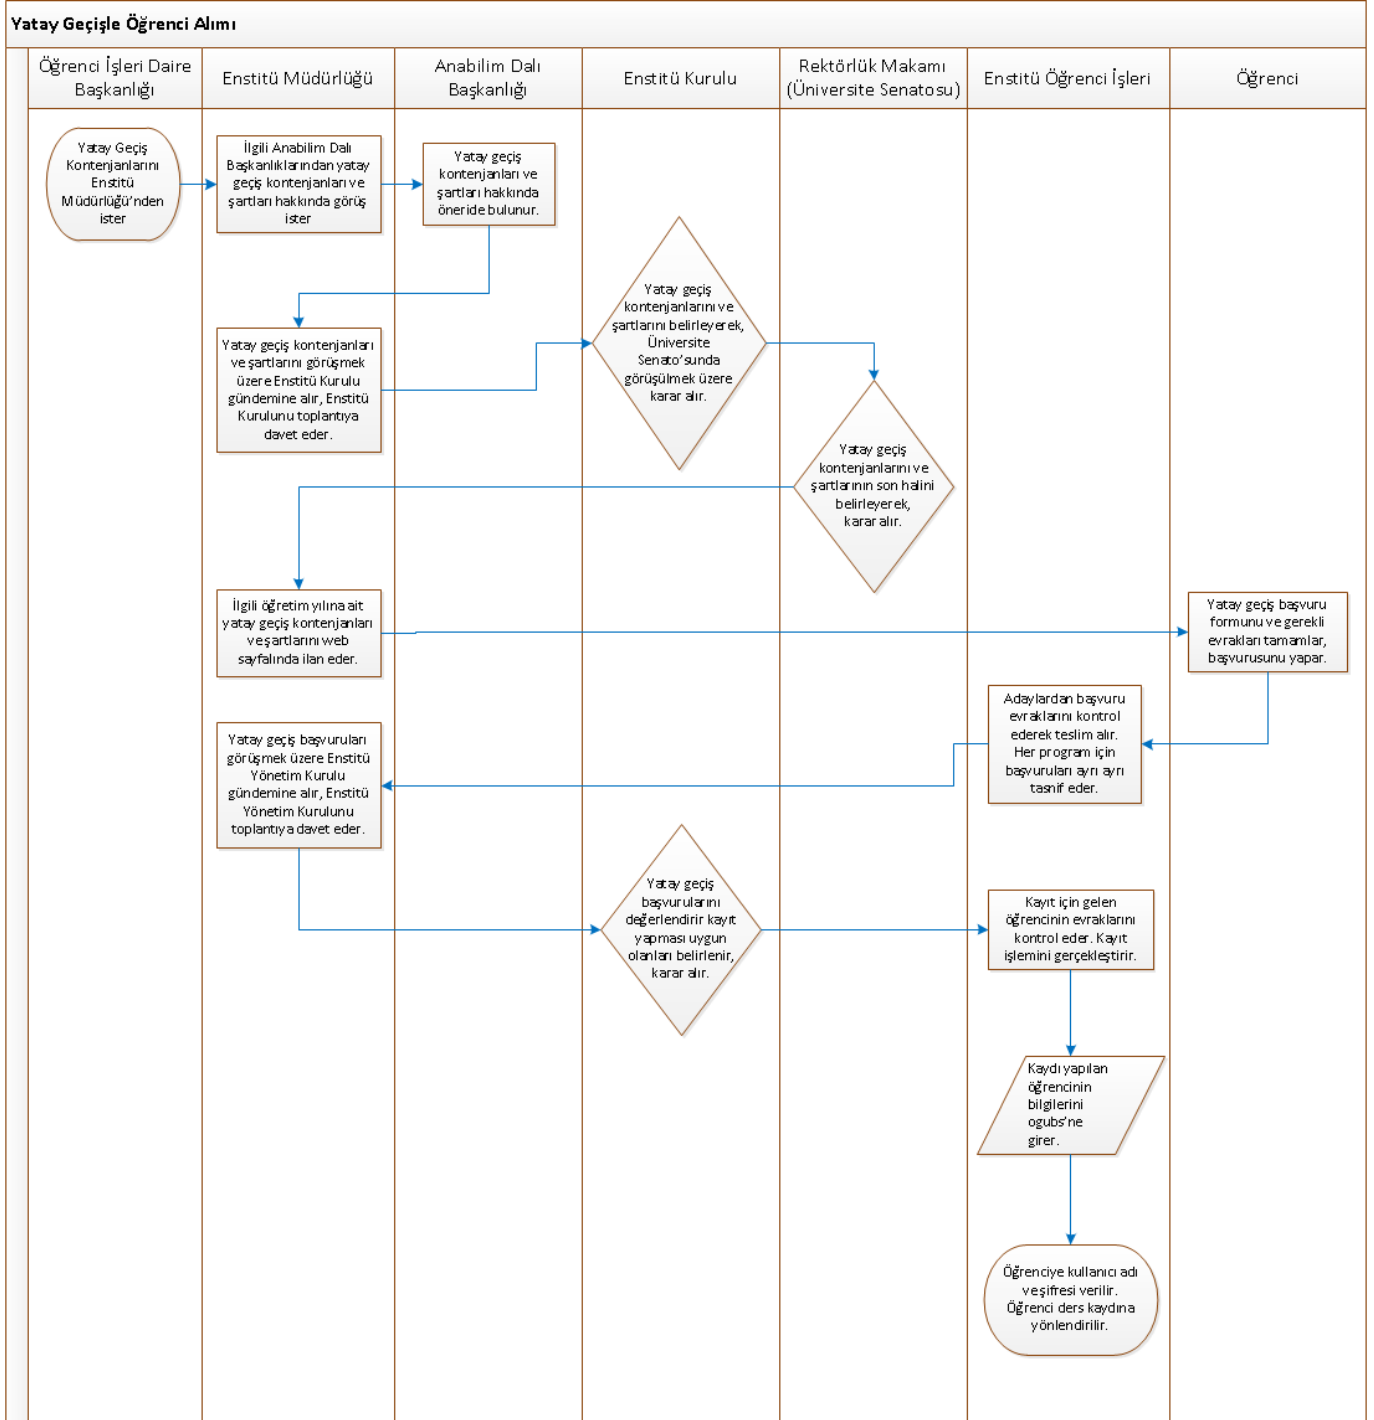 Yatay Geçişle Öğrenci Alımı
Öğrenci İşleri Daire
Başkanlığı
Enstitü Müdürlüğü
Anabilim Dalı
Başkanlığı
Enstitü Kurulu
Rektörlük Makamı
(Üniversite Senatosu)
Enstitü Öğrenci İşleri
Öğrenci
Yatay Geçiş
Kontenjanlarını
Enstitü
Müdürlüğü'nden
ister
İlgili Anabilim Dalı
Başkanlıklarından yatay
geçiş kontenjanları ve
şartları hakkında görüş
ister
Yatay geçiş
kontenjanları ve
şartları hakkında
öneride bulunur.
Yatay geçiş kontenjanları
ve şartlarını görüşmek
üzere Enstitü Kurulu
gündemine alır, Enstitü
Kurulunu toplantıya
davet eder.
Yatay geçiş
kontenjanlarını ve
şartlarını belirleyerek,
Üniversite
Senato'sunda
görüşülmek üzere
karar alır.
Yatay geçiş
kontenjanlarını ve
şartlarının son halini
belirleyerek,
karar alır.
İlgili öğretim yılına ait
yatay geçiş kontenjanları
ve şartlarını web
sayfalında ilan eder.
Yatay geçiş başvuru
formunu ve gerekli
evrakları tamamlar,
başvurusunu yapar.
Adaylardan başvuru
evraklarını kontrol
ederek teslim alır.
Her program için
başvuruları ayrı ayrı
tasnif eder.
Yatay geçiş başvuruları
görüşmek üzere Enstitü
Yönetim Kurulu
gündemine alır, Enstitü
Yönetim Kurulunu
toplantıya davet eder.
Yatay geçiş
başvurularını
değerlendirir kayıt
yapması uygun
olanları belirlenir,
karar alır.
Kayıt için gelen
öğrencinin evraklarını
kontrol eder. Kayıt
işlemini gerçekleştirir.
Kaydı yapılan
öğrencinin
bilgilerini
ogubs'ne
girer.
Öğrenciye kullanıcı adı
ve şifresi verilir.
Öğrenci ders kaydına
yönlendirilir.